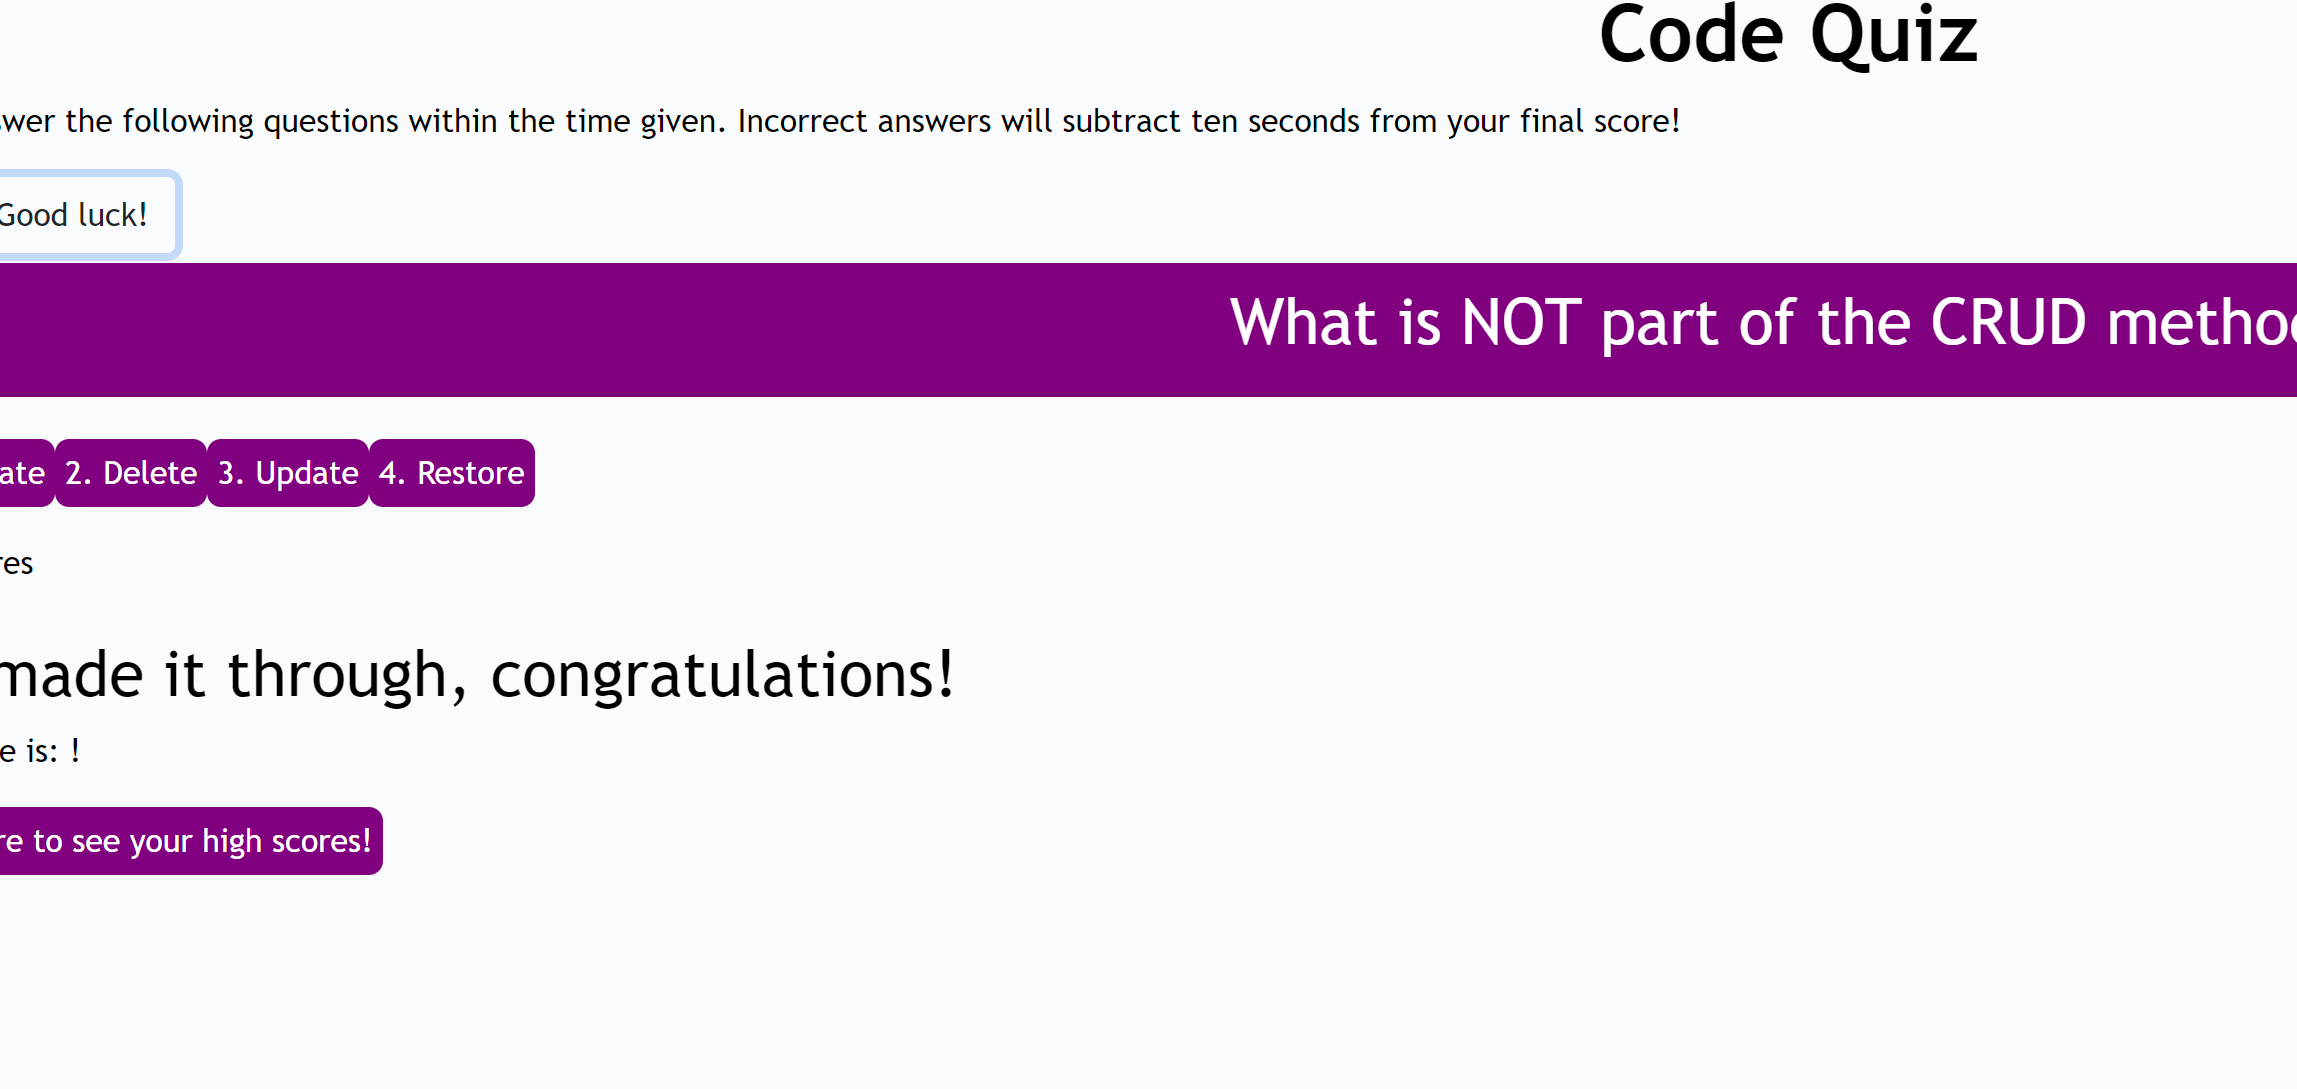 Code Quiz
swer the following questions within the time given. Incorrect answers will subtract ten seconds from your final score!
Good luck!
What is NOT part of the CRUD method
ate 2. Delete 3. Update 4. Restore
res
made it through, congratulations!
e is: !
re to see your high scores!